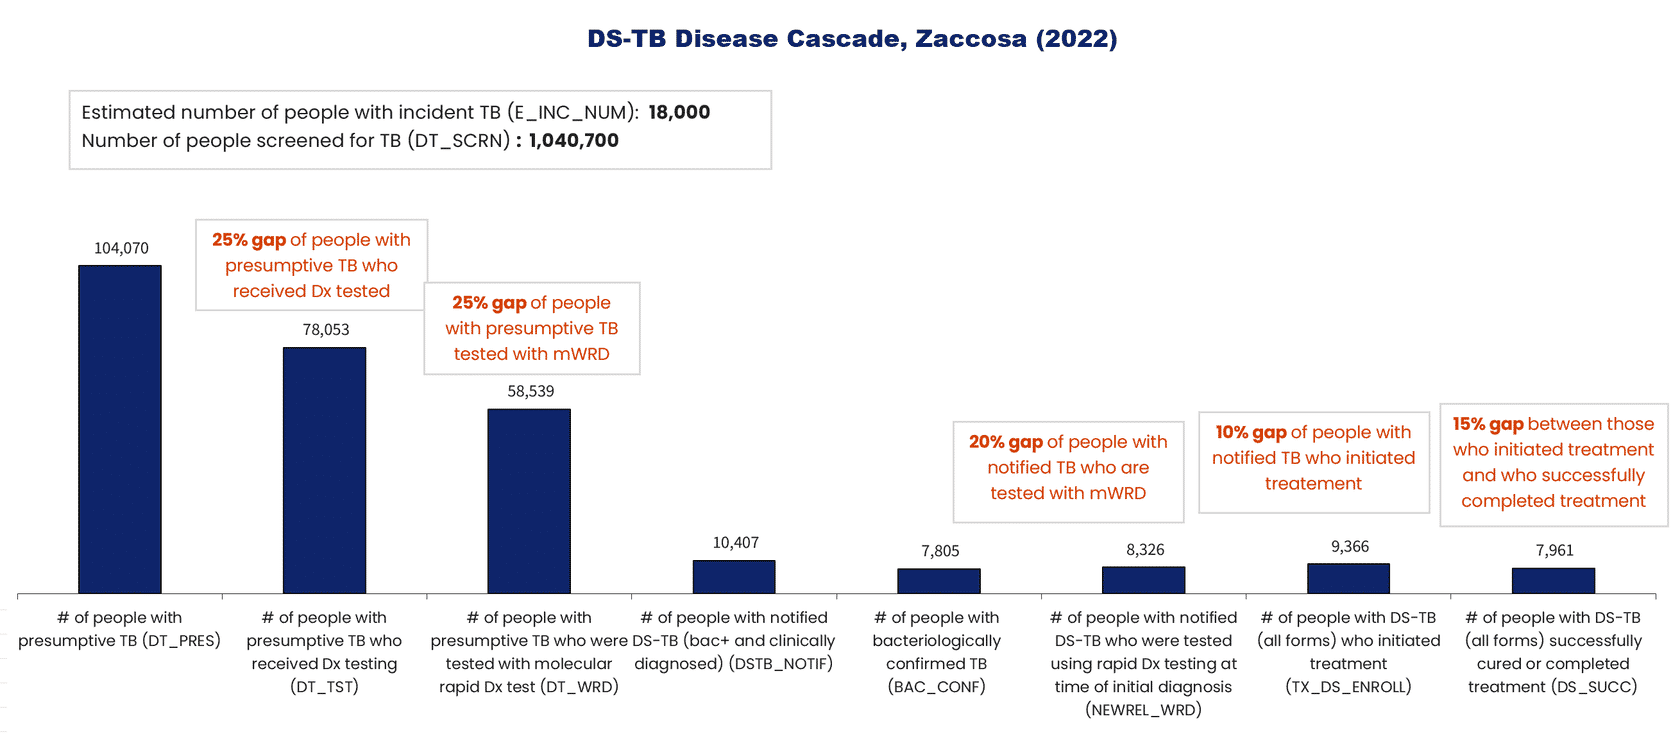 DS-TB Disease Cascade, Zaccosa (2022)
Estimated number of people with incident TB (E_INC_NUM): 18,000
Number of people screened for TB (DT_SCRN) : 1,040,700
104,070
25% gap of people with
presumptive TB who
received Dx tested
78,053
25% gap of people
with presumptive TB
tested with mWRD
58,539
10,407
7,805
20% gap of people with
notified TB who are
tested with mWRD
8,326
10% gap of people with
notified TB who initiated
treatement
9,366
15% gap between those
who initiated treatment
and who successfully
completed treatment
7,961
# of people with
presumptive TB (DT_PRES)
# of people with
presumptive TB who
received Dx testing
(DT_TST)
# of people with
presumptive TB who were
tested with molecular
rapid Dx test (DT_WRD)
# of people with notified
DS-TB (bac+ and clinically
diagnosed) (DSTB_NOTIF)
# of people with
bacteriologically
confirmed TB
(BAC_CONF)
# of people with notified
DS-TB who were tested
using rapid Dx testing at
time of initial diagnosis
(NEWREL_WRD)
# of people with DS-TB
(all forms) who initiated
treatment
(TX_DS_ENROLL)
# of people with DS-TB
(all forms) successfully
cured or completed
treatment (DS_SUCC)